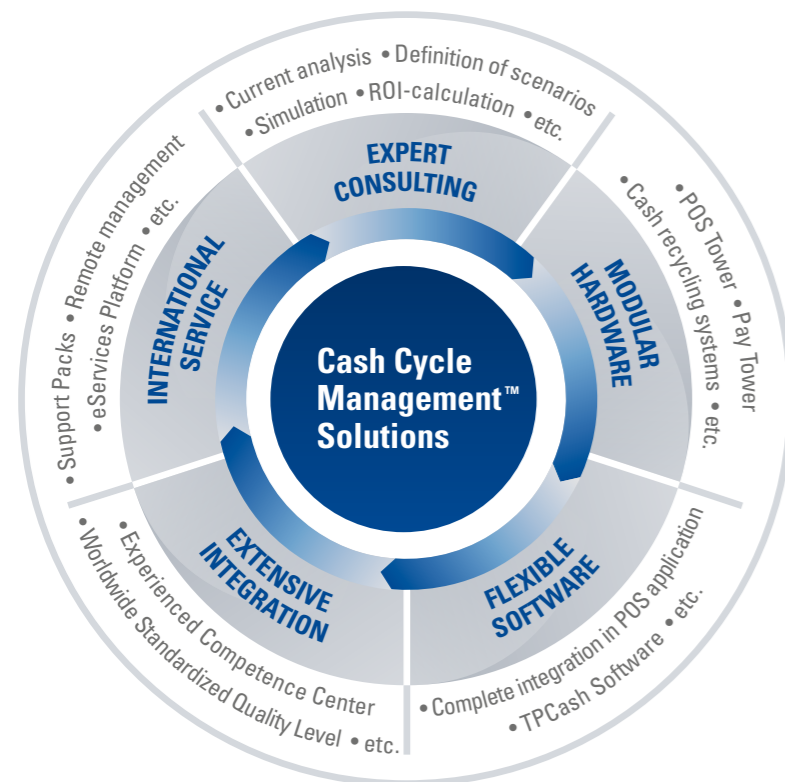 • Current analysis • Definition of scenarios
• Simulation • ROI-calculation • etc.
EXPERT
CONSULTING
• POS Tower • Pay Tower
• Cash recycling systems • etc.
MODULAR
HARDWARE
FLEXIBLE
SOFTWARE
• Complete integration in POS application
• TPCash Software • etc.
EXTENSIVE
INTEGRATION
• Experienced Competence Center
• Worldwide Standardized Quality Level • etc.
• Support Packs • Remote management
• eServices Platform • etc.
INTERNATIONAL
SERVICE
Cash Cycle
Management™
Solutions